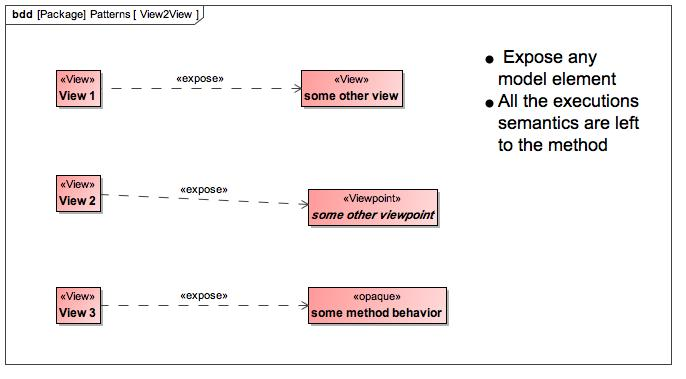 bdd [Package] Patterns [ View2View ]
«View»
View 1
«expose»
«View»
some other view
Expose any
model element
All the executions
semantics are left
to the method
«View»
View 2
«expose»
«Viewpoint»
some other viewpoint
«View»
View 3
«expose»
«opaque»
some method behavior